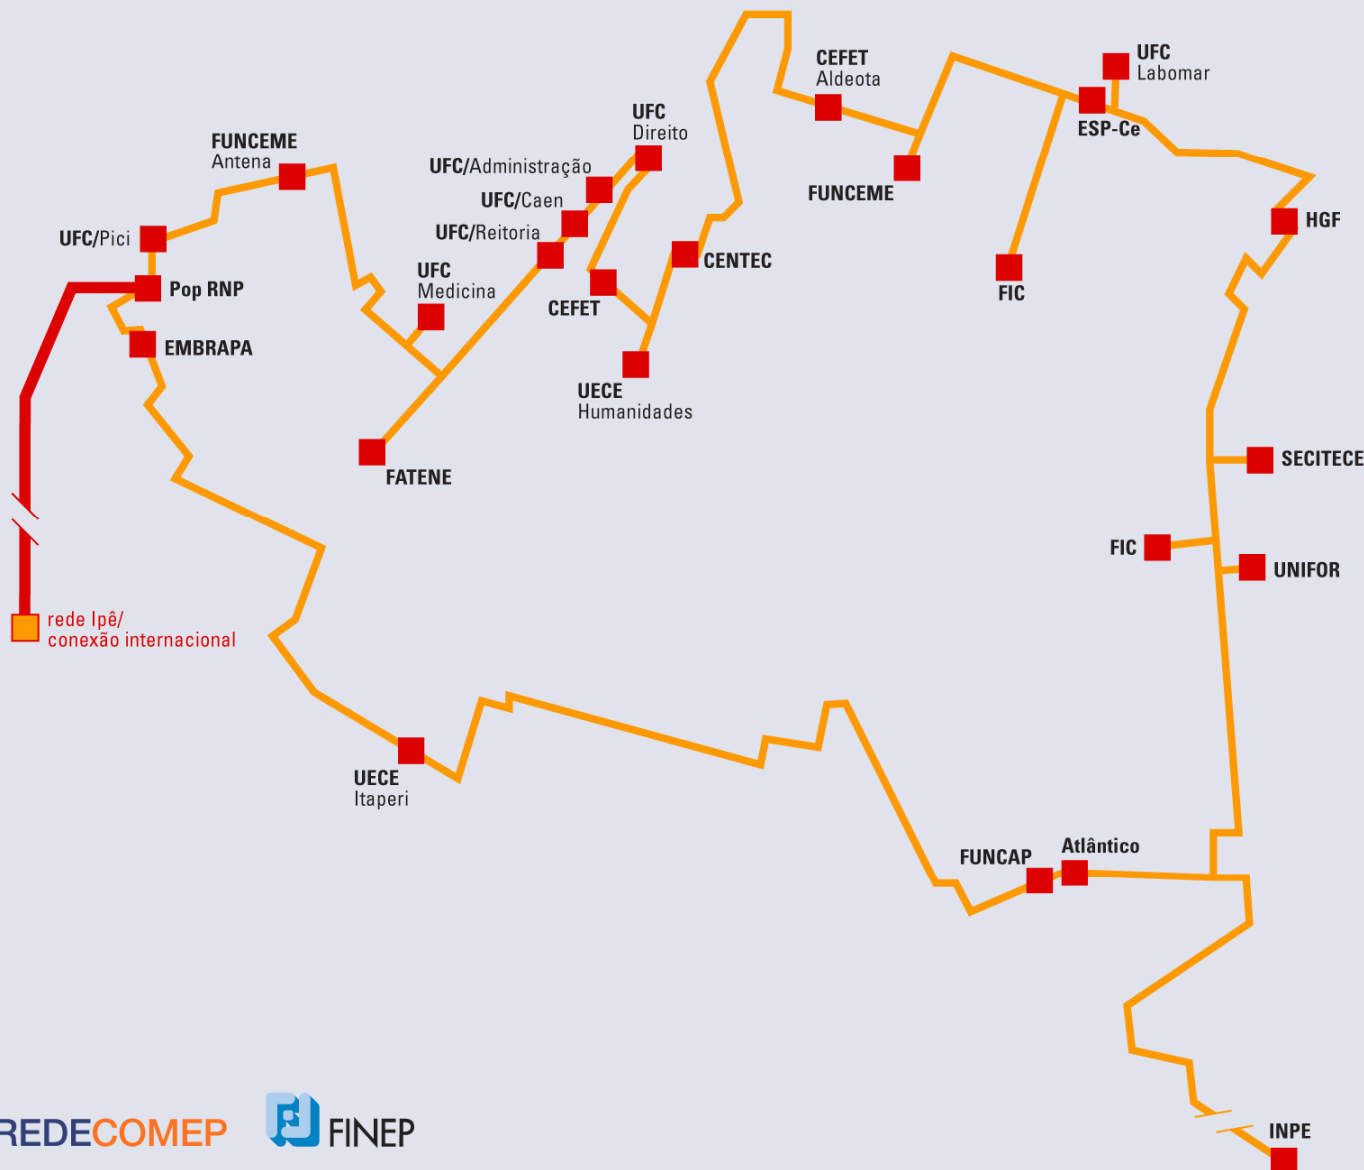 CEFET
Aldeota
UFC
Labomar
ESP-Ce
UFC
Direito
FUNCEME
Antena
UFC/Administração
FUNCEME
UFC/Caen
HGF
UFC/Pici
UFC/Reitoria
CENTEC
UFC
Medicina
FIC
Pop RNP
CEFET
EMBRAPA
UECE
Humanidades
SECITECE
FATENE
FIC
UNIFOR
rede Ipê/
conexão internacional
UECE
Itaperi
Atlântico
FUNCAP
REDECOMEP
FINEP
INPE